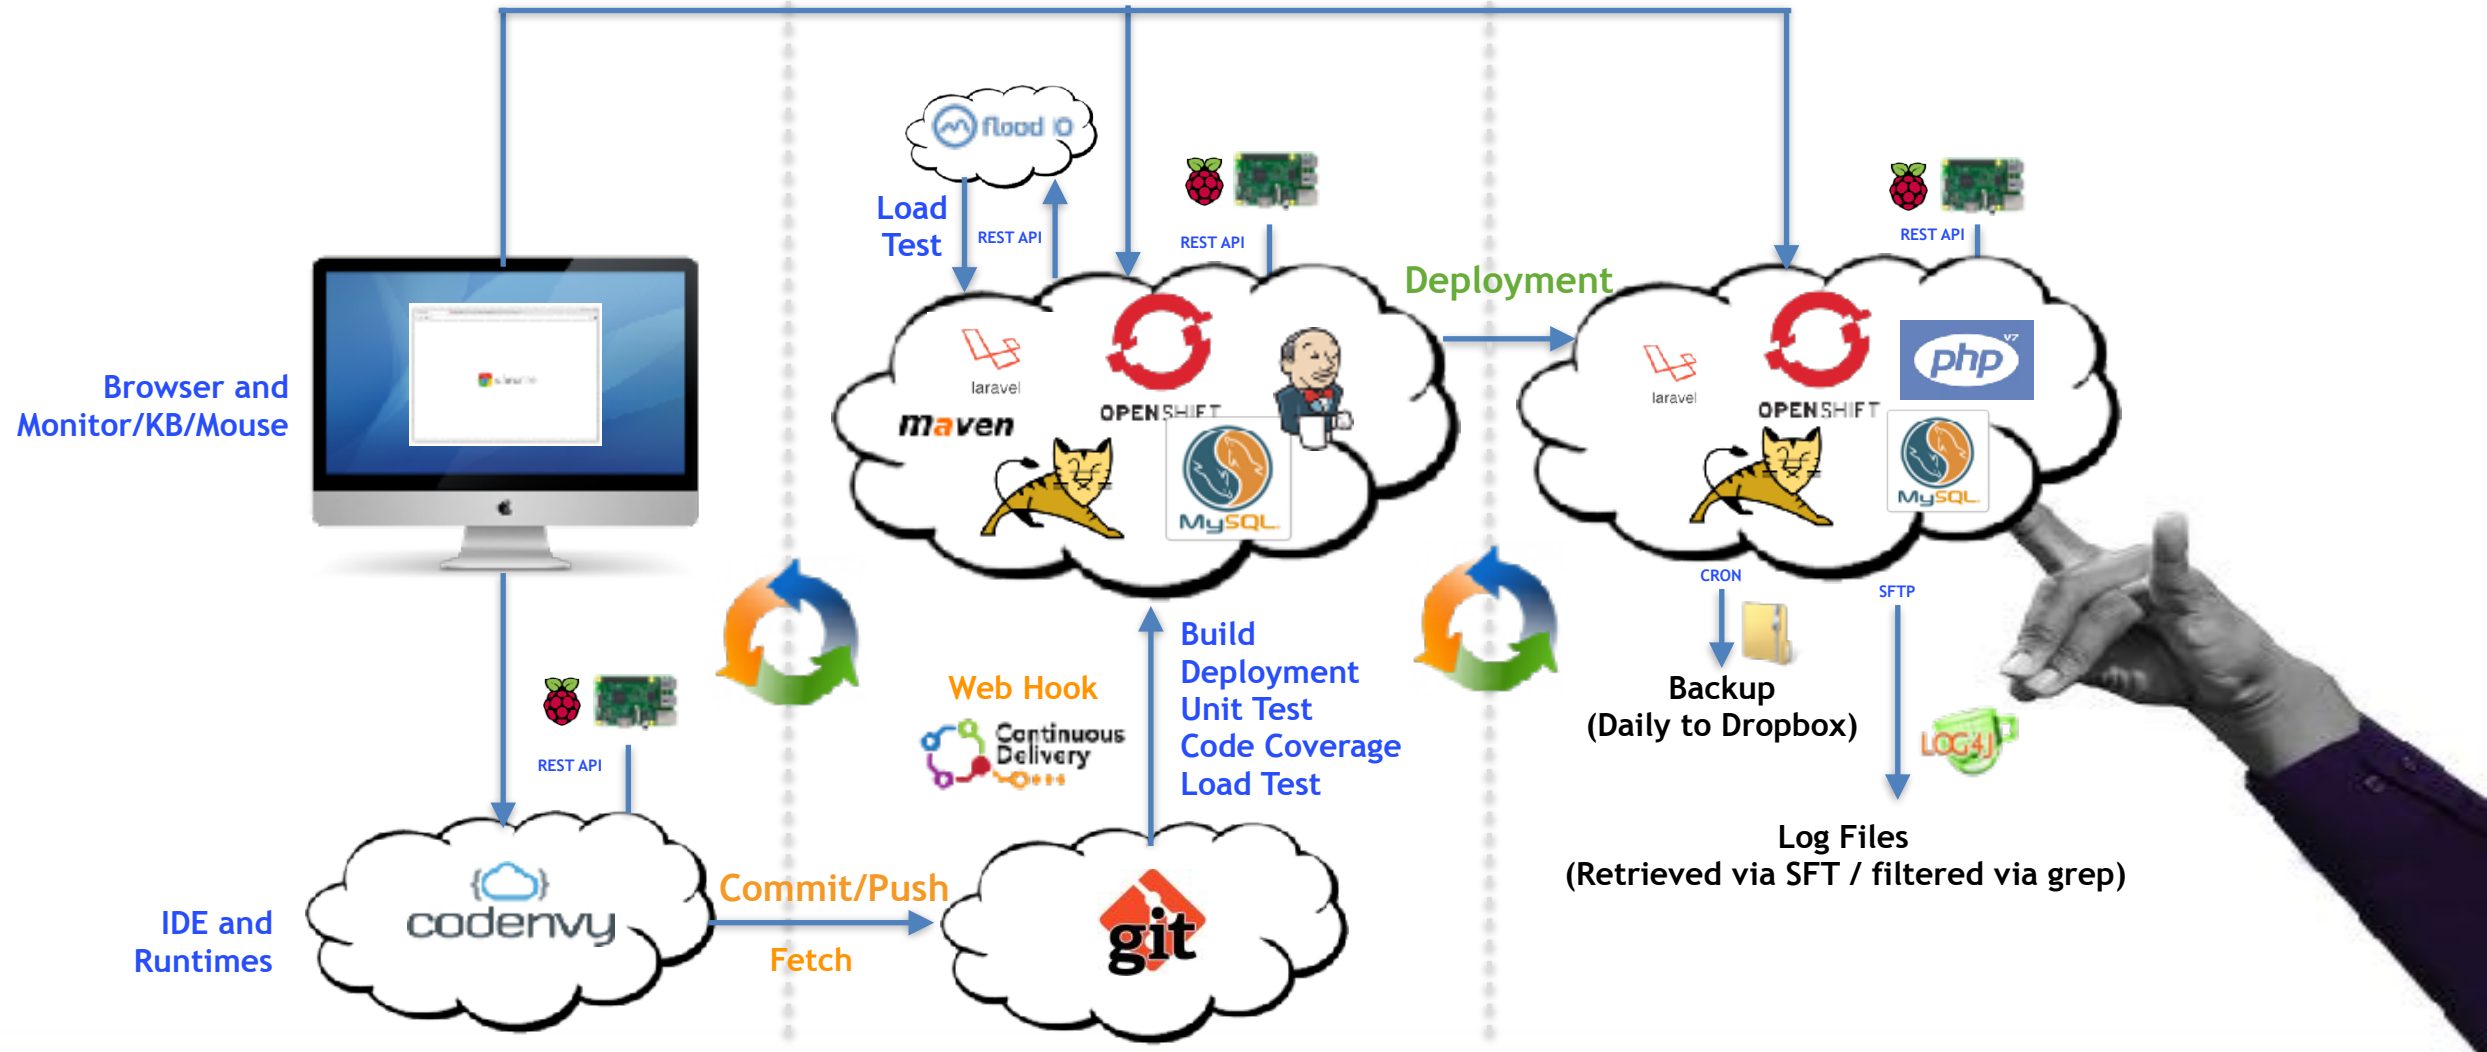 flood IO
Load
Test
REST API
REST API
REST API
Deployment
Browser and
Monitor/KB/Mouse
laravel
maven
OPENSHIFT
MySQL
laravel
OPENSHIFT
php
V7
MySQL
CRON
SFTP
Build
Deployment
Unit Test
Code Coverage
Load Test
Web Hook
Continuous
Delivery
Backup
(Daily to Dropbox)
LOG4J
Log Files
(Retrieved via SFT / filtered via grep)
REST API
codenvy
IDE and
Runtimes
Commit/Push
Fetch
git